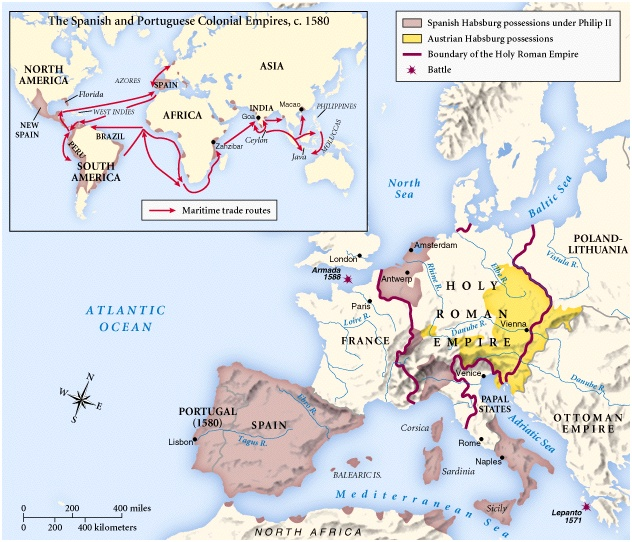 The Spanish and Portuguese Colonial Empires, c. 1580
NORTH
AMERICA
AZORES
SPAIN
ASIA
Florida
WEST INDIES
NEW
SPAIN
AFRICA
INDIA
Goa
Macao
PHILIPPINES
Ceylon
MOLUCCAS
BRAZIL
PERU
SOUTH
AMERICA
Zanzibar
Java
Maritime trade routes
Spanish Habsburg possessions under Philip II
Austrian Habsburg possessions
Boundary of the Holy Roman Empire
Battle
North
Sea
Baltic Sea
POLAND-
LITHUANIA
Amsterdam
London
Vistula R.
Armada
1588
Antwerp
Rhine R.
Elbe R.
HOLY
ROMAN
EMPIRE
Paris
Loire R.
Danube R.
Vienna
ATLANTIC
OCEAN
FRANCE
Venice
Danube R.
N
W
E
S
PAPAL
STATES
OTTOMAN
EMPIRE
PORTUGAL
(1580)
SPAIN
Ebro R.
Lisbon
Tagus R.
Corsica
Adriatic Sea
Rome
Naples
BALEARIC IS.
Sardinia
Mediterranean Sea
Sicily
Lepanto
1571
0 200 400 miles
0 200 400 kilometers
NORTH AFRICA